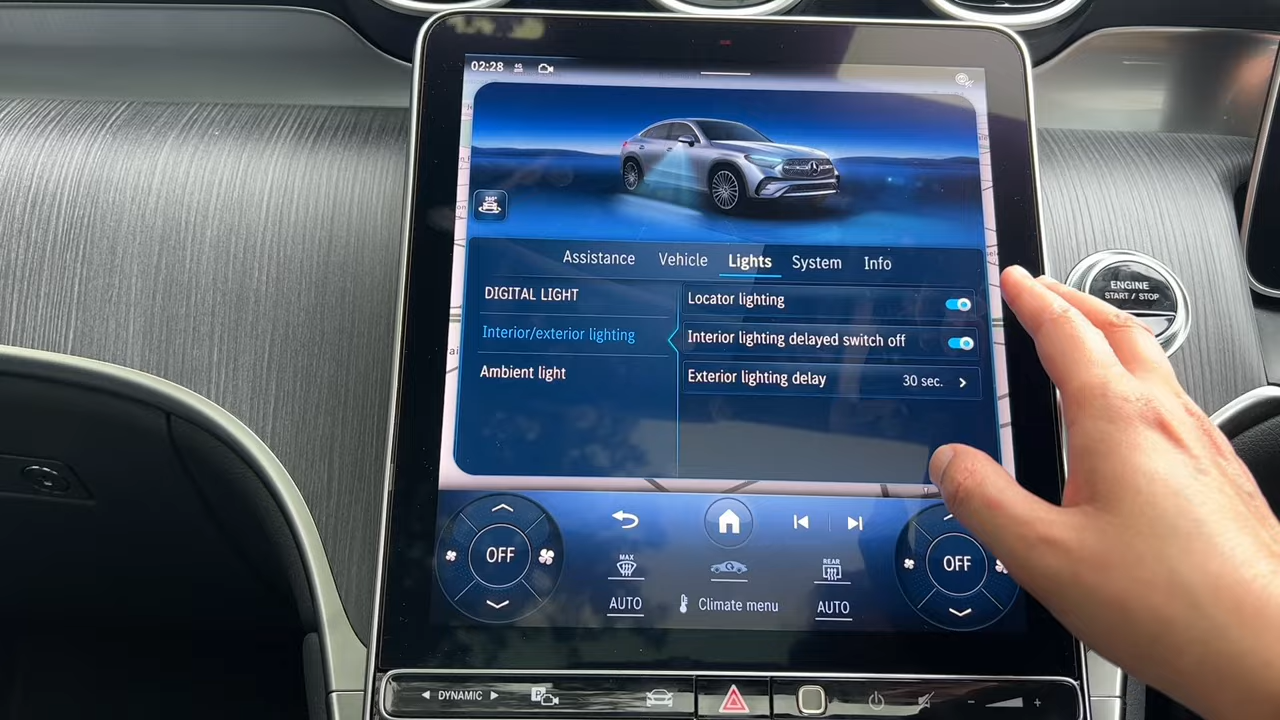 02:28 4G
360°
Assistance Vehicle Lights System Info
DIGITAL LIGHT
Interior/exterior lighting
Ambient light
Locator lighting
Interior lighting delayed switch off
Exterior lighting delay 30 sec.
ENGINE
START / STOP
OFF
MAX
REAR
OFF
AUTO
Climate menu
AUTO
DYNAMIC
P
- +